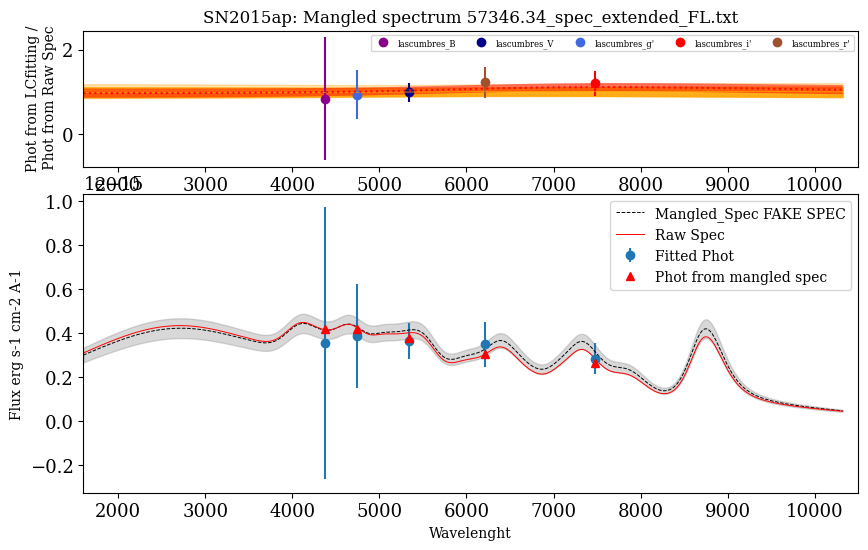 SN2015ap: Mangled spectrum 57346.34_spec_extended_FL.txt
Phot from LCfitting /
Phot from Raw Spec
2
0
lascumbres_B lascumbres_V lascumbres_g' lascumbres_i' lascumbres_r'
2000 3000 4000 5000 6000 7000 8000 9000 10000
1e−15
Flux erg s-1 cm-2 A-1
1.0
0.8
0.6
0.4
0.2
0.0
−0.2
Mangled_Spec FAKE SPEC
Raw Spec
Fitted Phot
Phot from mangled spec
2000 3000 4000 5000 6000 7000 8000 9000 10000
Wavelenght